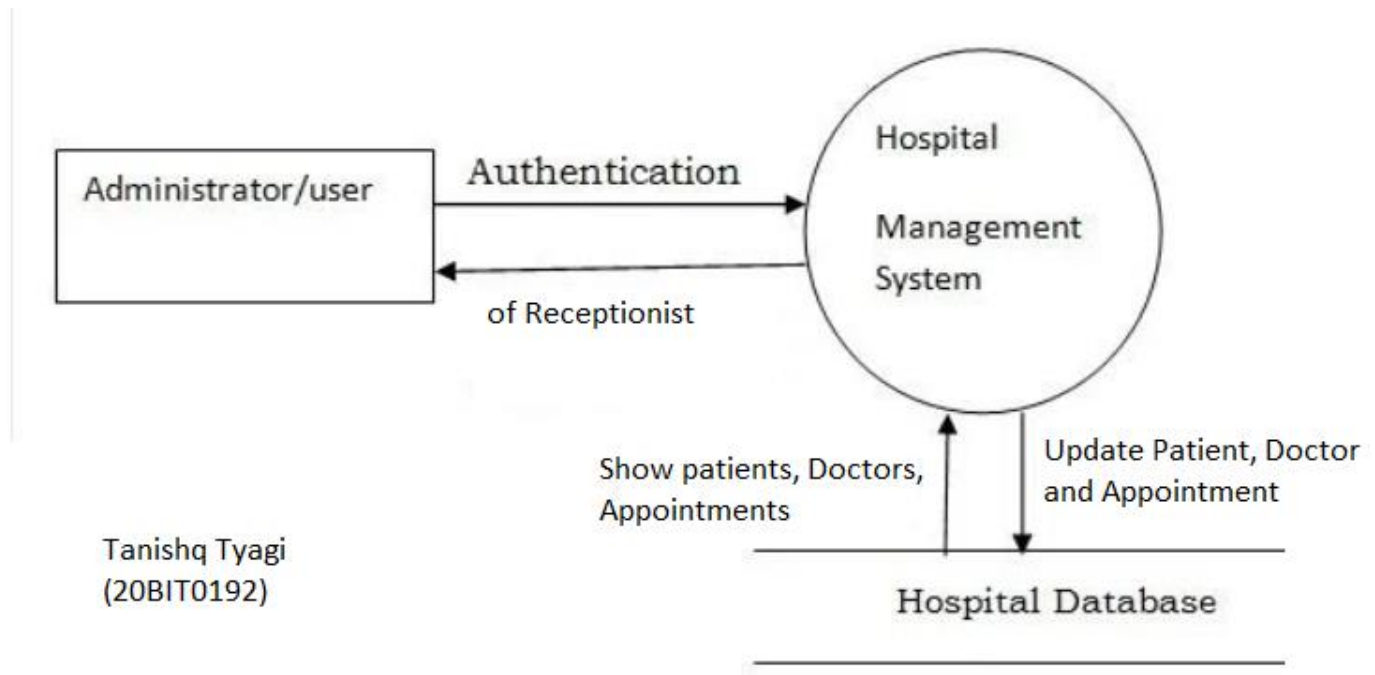 Administrator/user
Authentication
of Receptionist
Hospital
Management
System
Show patients, Doctors,
Appointments
Update Patient, Doctor
and Appointment
Tanishq Tyagi
(20BIT0192)
Hospital Database